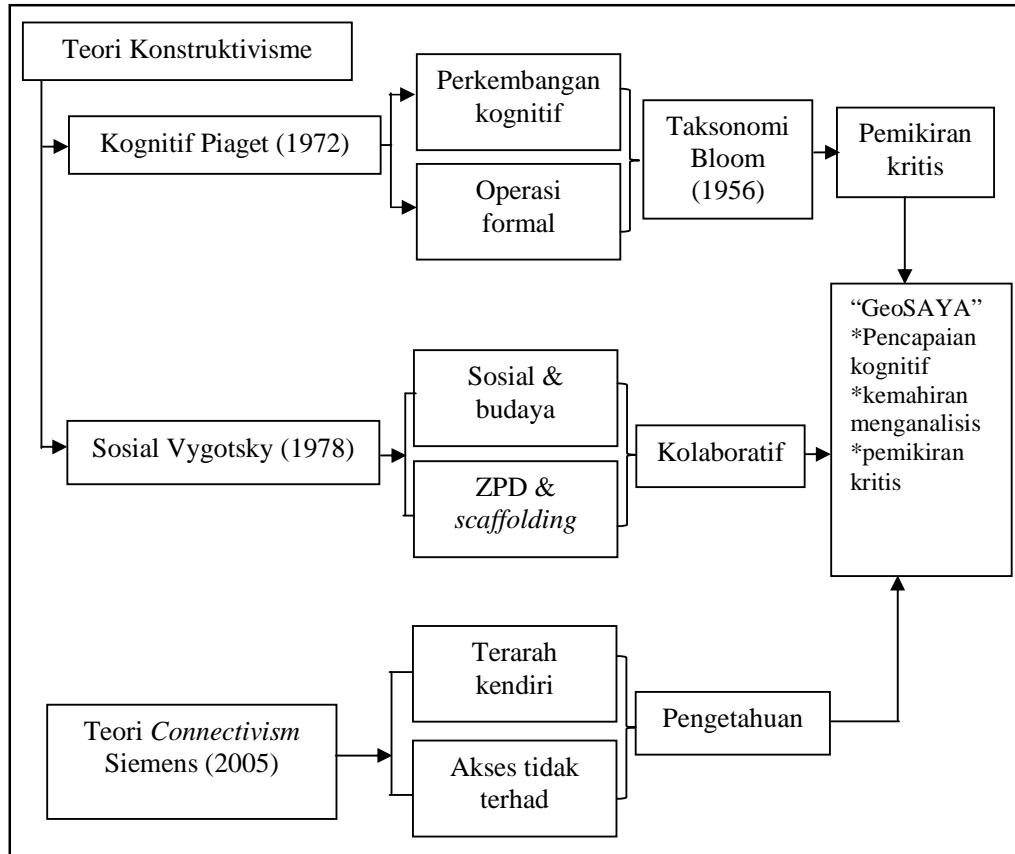 Teori Konstruktivisme
Kognitif Piaget (1972)
Perkembangan
kognitif
Operasi
formal
Taksonomi
Bloom
(1956)
Pemikiran
kritis
“GeoSAYA”
*Pencapaian
kognitif
*kemahiran
menganalisis
*pemikiran
kritis
Sosial Vygotsky (1978)
Sosial &
budaya
ZPD &
scaffolding
Kolaboratif
Teori Connectivism
Siemens (2005)
Terarah
kendiri
Akses tidak
terhad
Pengetahuan